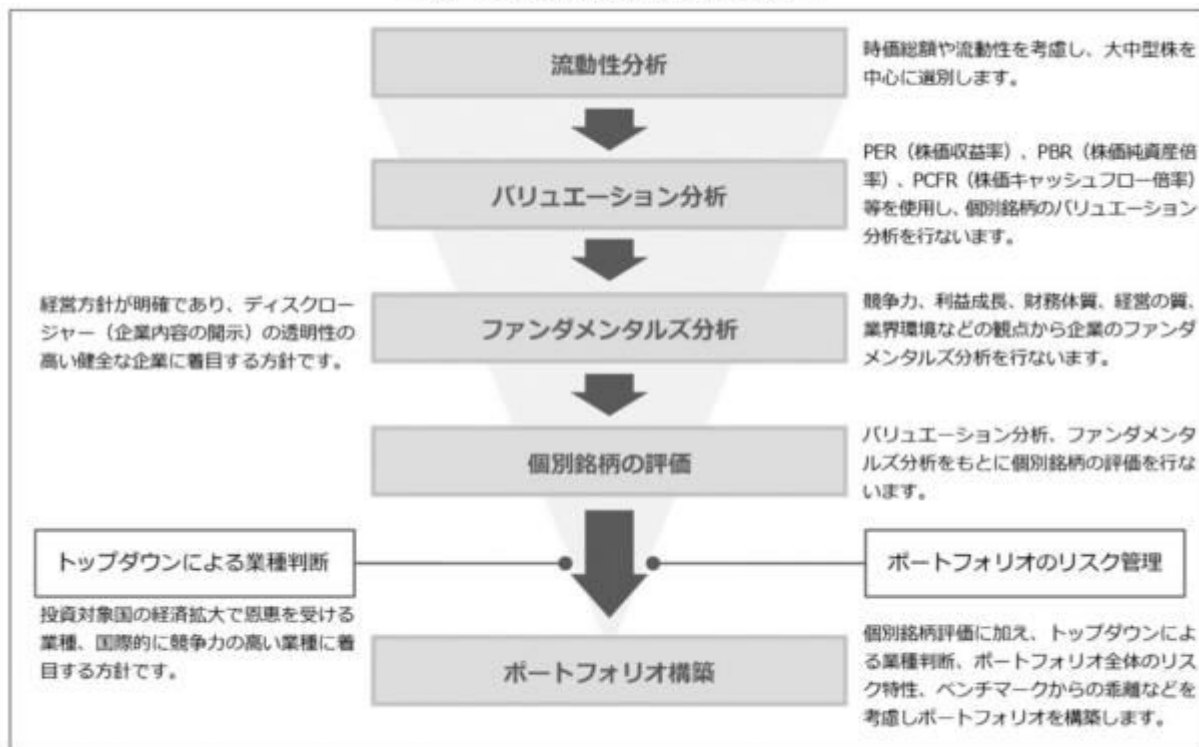 流動性分析
時価総額や流動性を考慮し、大中型株を
中心に選別します。
バリュエーション分析
PER（株価収益率）、PBR（株価純資産倍
率）、PCFR（株価キャッシュフロー倍率）
等を使用し、個別銘柄のバリュエーション
分析を行ないます。
経営方針が明確であり、ディスクロー
ジャー（企業内容の開示）の透明性の
高い健全な企業に着目する方針です。
ファンダメンタルズ分析
競争力、利益成長、財務体質、経営の質、
業界環境などの観点から企業のファンダ
メンタルズ分析を行ないます。
個別銘柄の評価
バリュエーション分析、ファンダメンタ
ルズ分析をもとに個別銘柄の評価を行な
います。
トップダウンによる業種判断
投資対象国の経済拡大で恩恵を受ける
業種、国際的に競争力の高い業種に着
目する方針です。
ポートフォリオのリスク管理
ポートフォリオ構築
個別銘柄評価に加え、トップダウンによ
る業種判断、ポートフォリオ全体のリス
ク特性、ベンチマークからの乖離などを
考慮しポートフォリオを構築します。